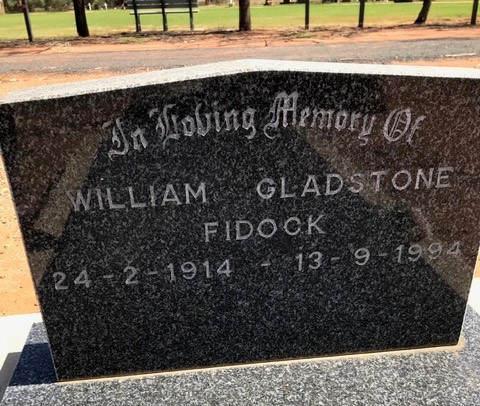 In Loving Memory Of
WILLIAM GLADSTONE
FIDOCK
24-2-1914 - 13-9-1994